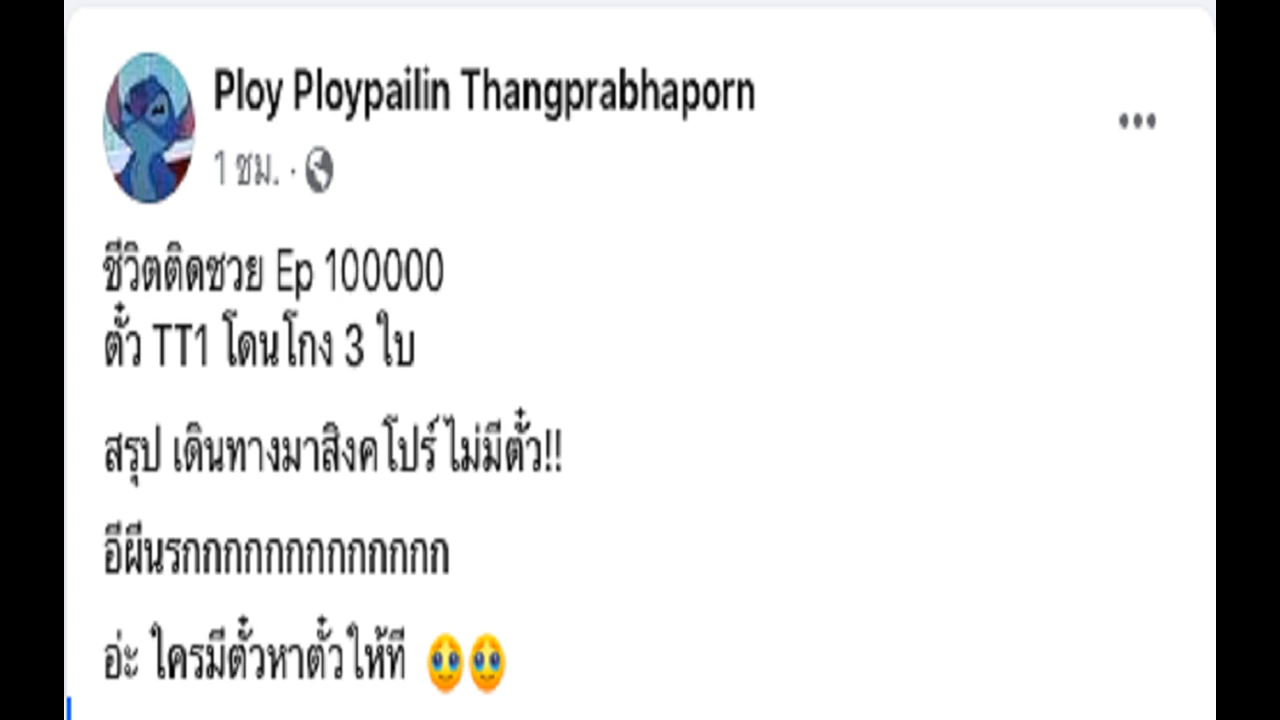 Ploy Ploypailin Thangprabhaporn
1 ชม. ·
ชีวิตติดซวย Ep 100000
ตั๋ว TT1 โดนโกง 3 ใบ
สรุป เดินทางมาสิงคโปร์ ไม่มีตั๋ว!!
อีผีนรกกกกกกกกกกกกก
อ่ะ ใครมีตั๋วหาตั๋วให้ที 🥹🥹